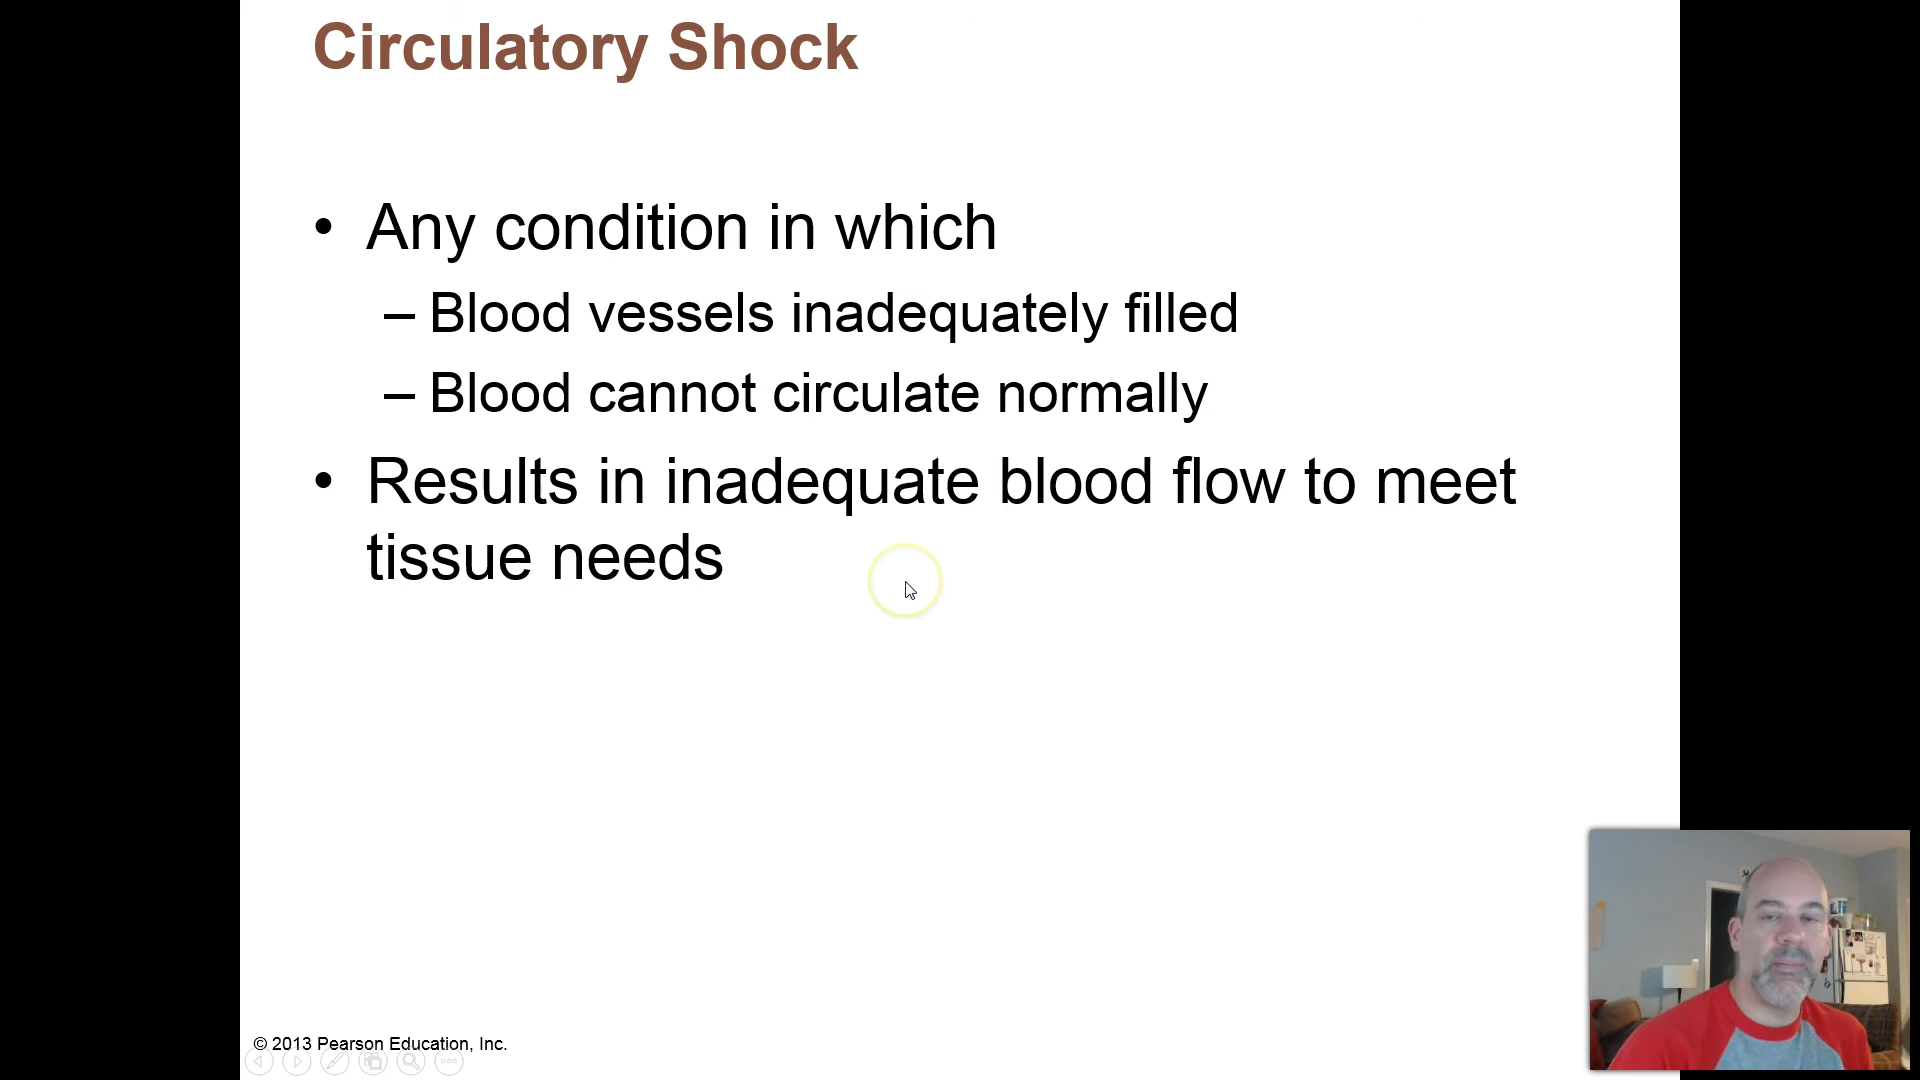 Circulatory Shock
• Any condition in which
– Blood vessels inadequately filled
– Blood cannot circulate normally
• Results in inadequate blood flow to meet
tissue needs
© 2013 Pearson Education, Inc.